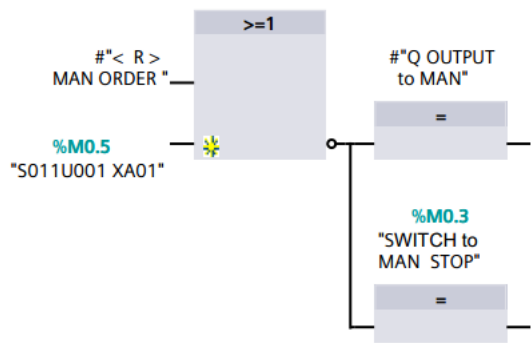 >=1
#"< R >
MAN ORDER "
%M0.5
"S011U001 XA01"
#"Q OUTPUT
to MAN"
=
%M0.3
"SWITCH to
MAN STOP"
=